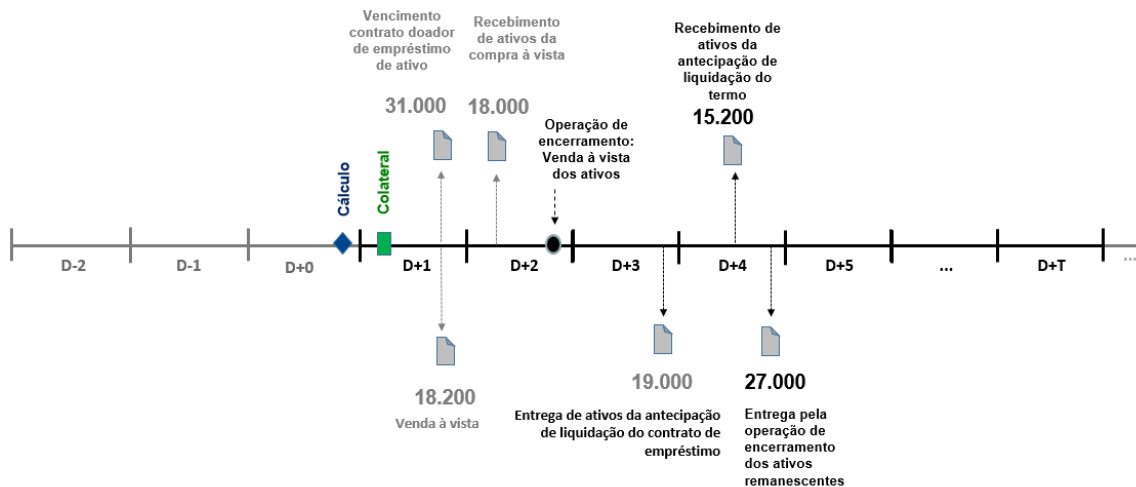 Vencimento
contrato doador
de empréstimo
de ativo
31.000
Recebimento
de ativos da
compra à vista
18.000
Operação de
encerramento:
Venda à vista
dos ativos
Recebimento de
ativos da
antecipação de
liquidação do
termo
15.200
Cálculo
Colateral
D-2
D-1
D+0
D+1
D+2
D+3
D+4
D+5
...
D+T
...
18.200
Venda à vista
19.000
Entrega de ativos da antecipação
de liquidação do contrato de
empréstimo
27.000
Entrega pela
operação de
encerramento
dos ativos
remanescentes